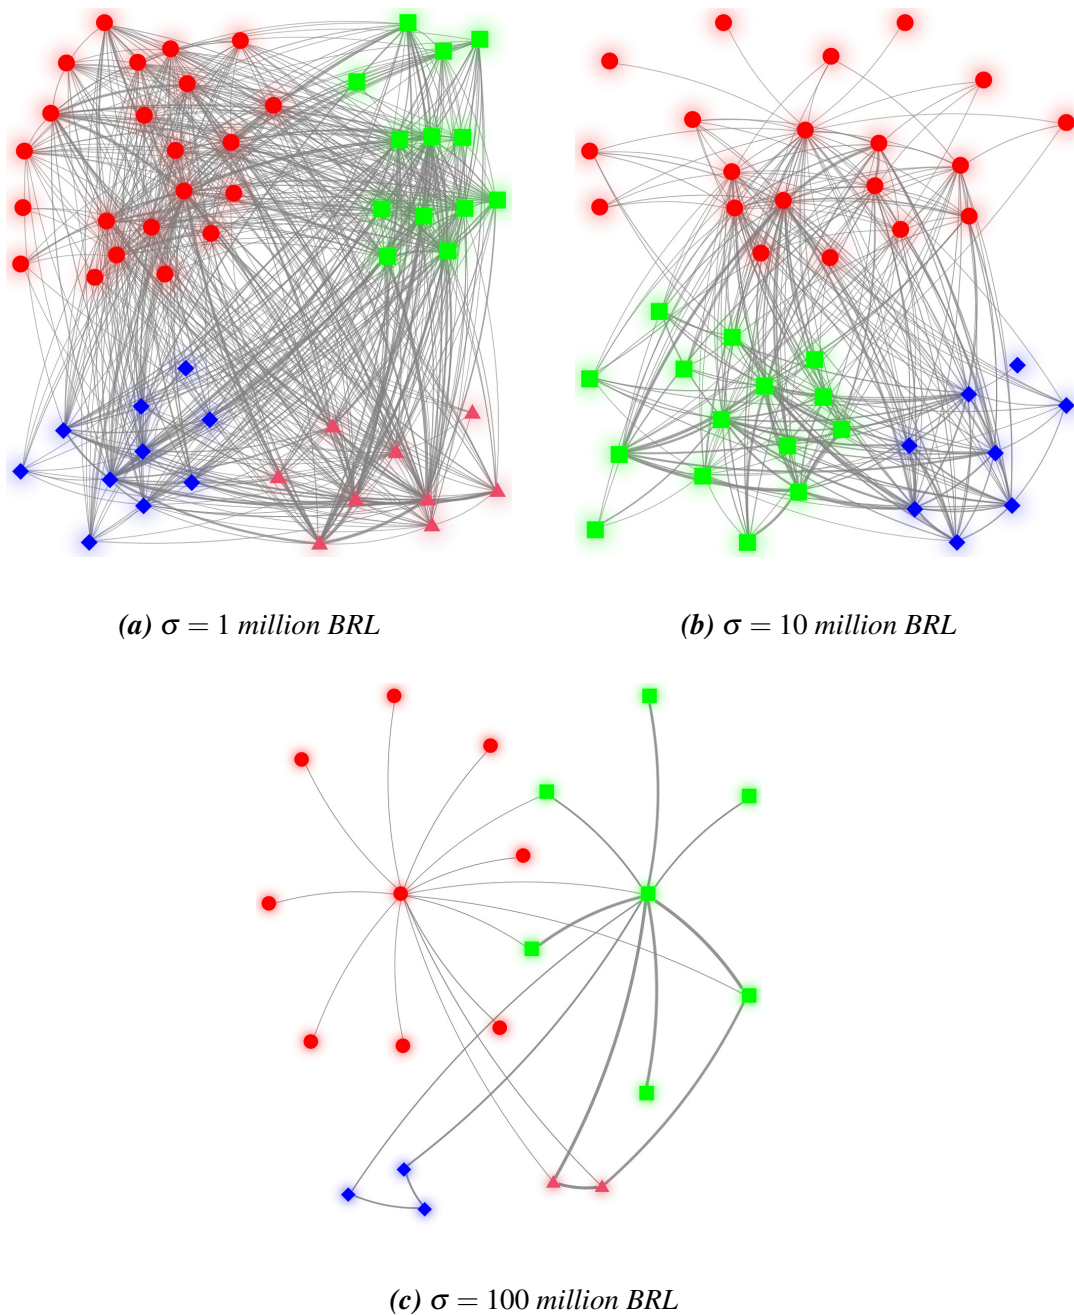 (a) σ = 1 million BRL
(b) σ = 10 million BRL
(c) σ = 100 million BRL